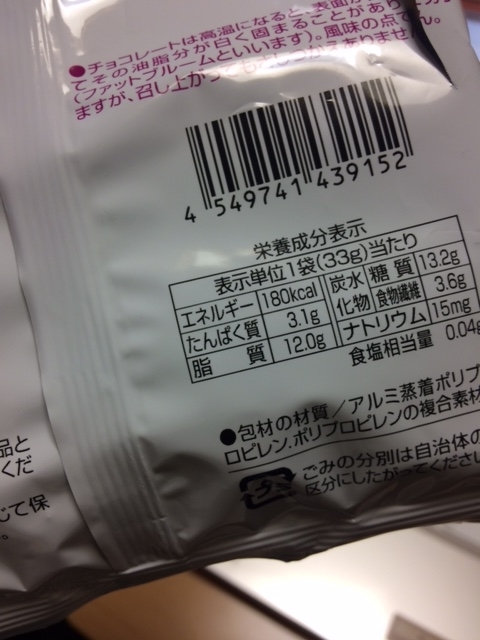 ●チョコレートは高温になると表面が
てその油脂分が白く固まることがあり
(ファットブルームといいます)。風味の点で
ますが、召し上がっ
4 549741 439152
栄養成分表示
表示単位1袋(33g)当たり
エネルギー 180kcal 炭水化物 糖質 13.2g
たんぱく質 3.1g 食物繊維 3.6g
脂質 12.0g ナトリウム 15mg
食塩相当量 0.04g
●包材の材質/アルミ蒸着ポリプ
ロピレン、ポリプロピレンの複合素材
プラ
ごみの分別は自治体の
区分にしたがってください
品と
くだ
じて保
。